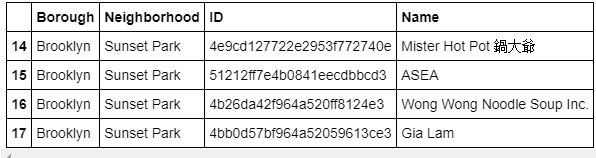 Borough Neighborhood ID Name
14 Brooklyn Sunset Park 4e9cd127722e2953f772740e Mister Hot Pot 鍋大爺
15 Brooklyn Sunset Park 51212ff7e4b0841eecdbbcd3 ASEA
16 Brooklyn Sunset Park 4b26da42f964a520ff8124e3 Wong Wong Noodle Soup Inc.
17 Brooklyn Sunset Park 4bb0d57bf964a52059613ce3 Gia Lam